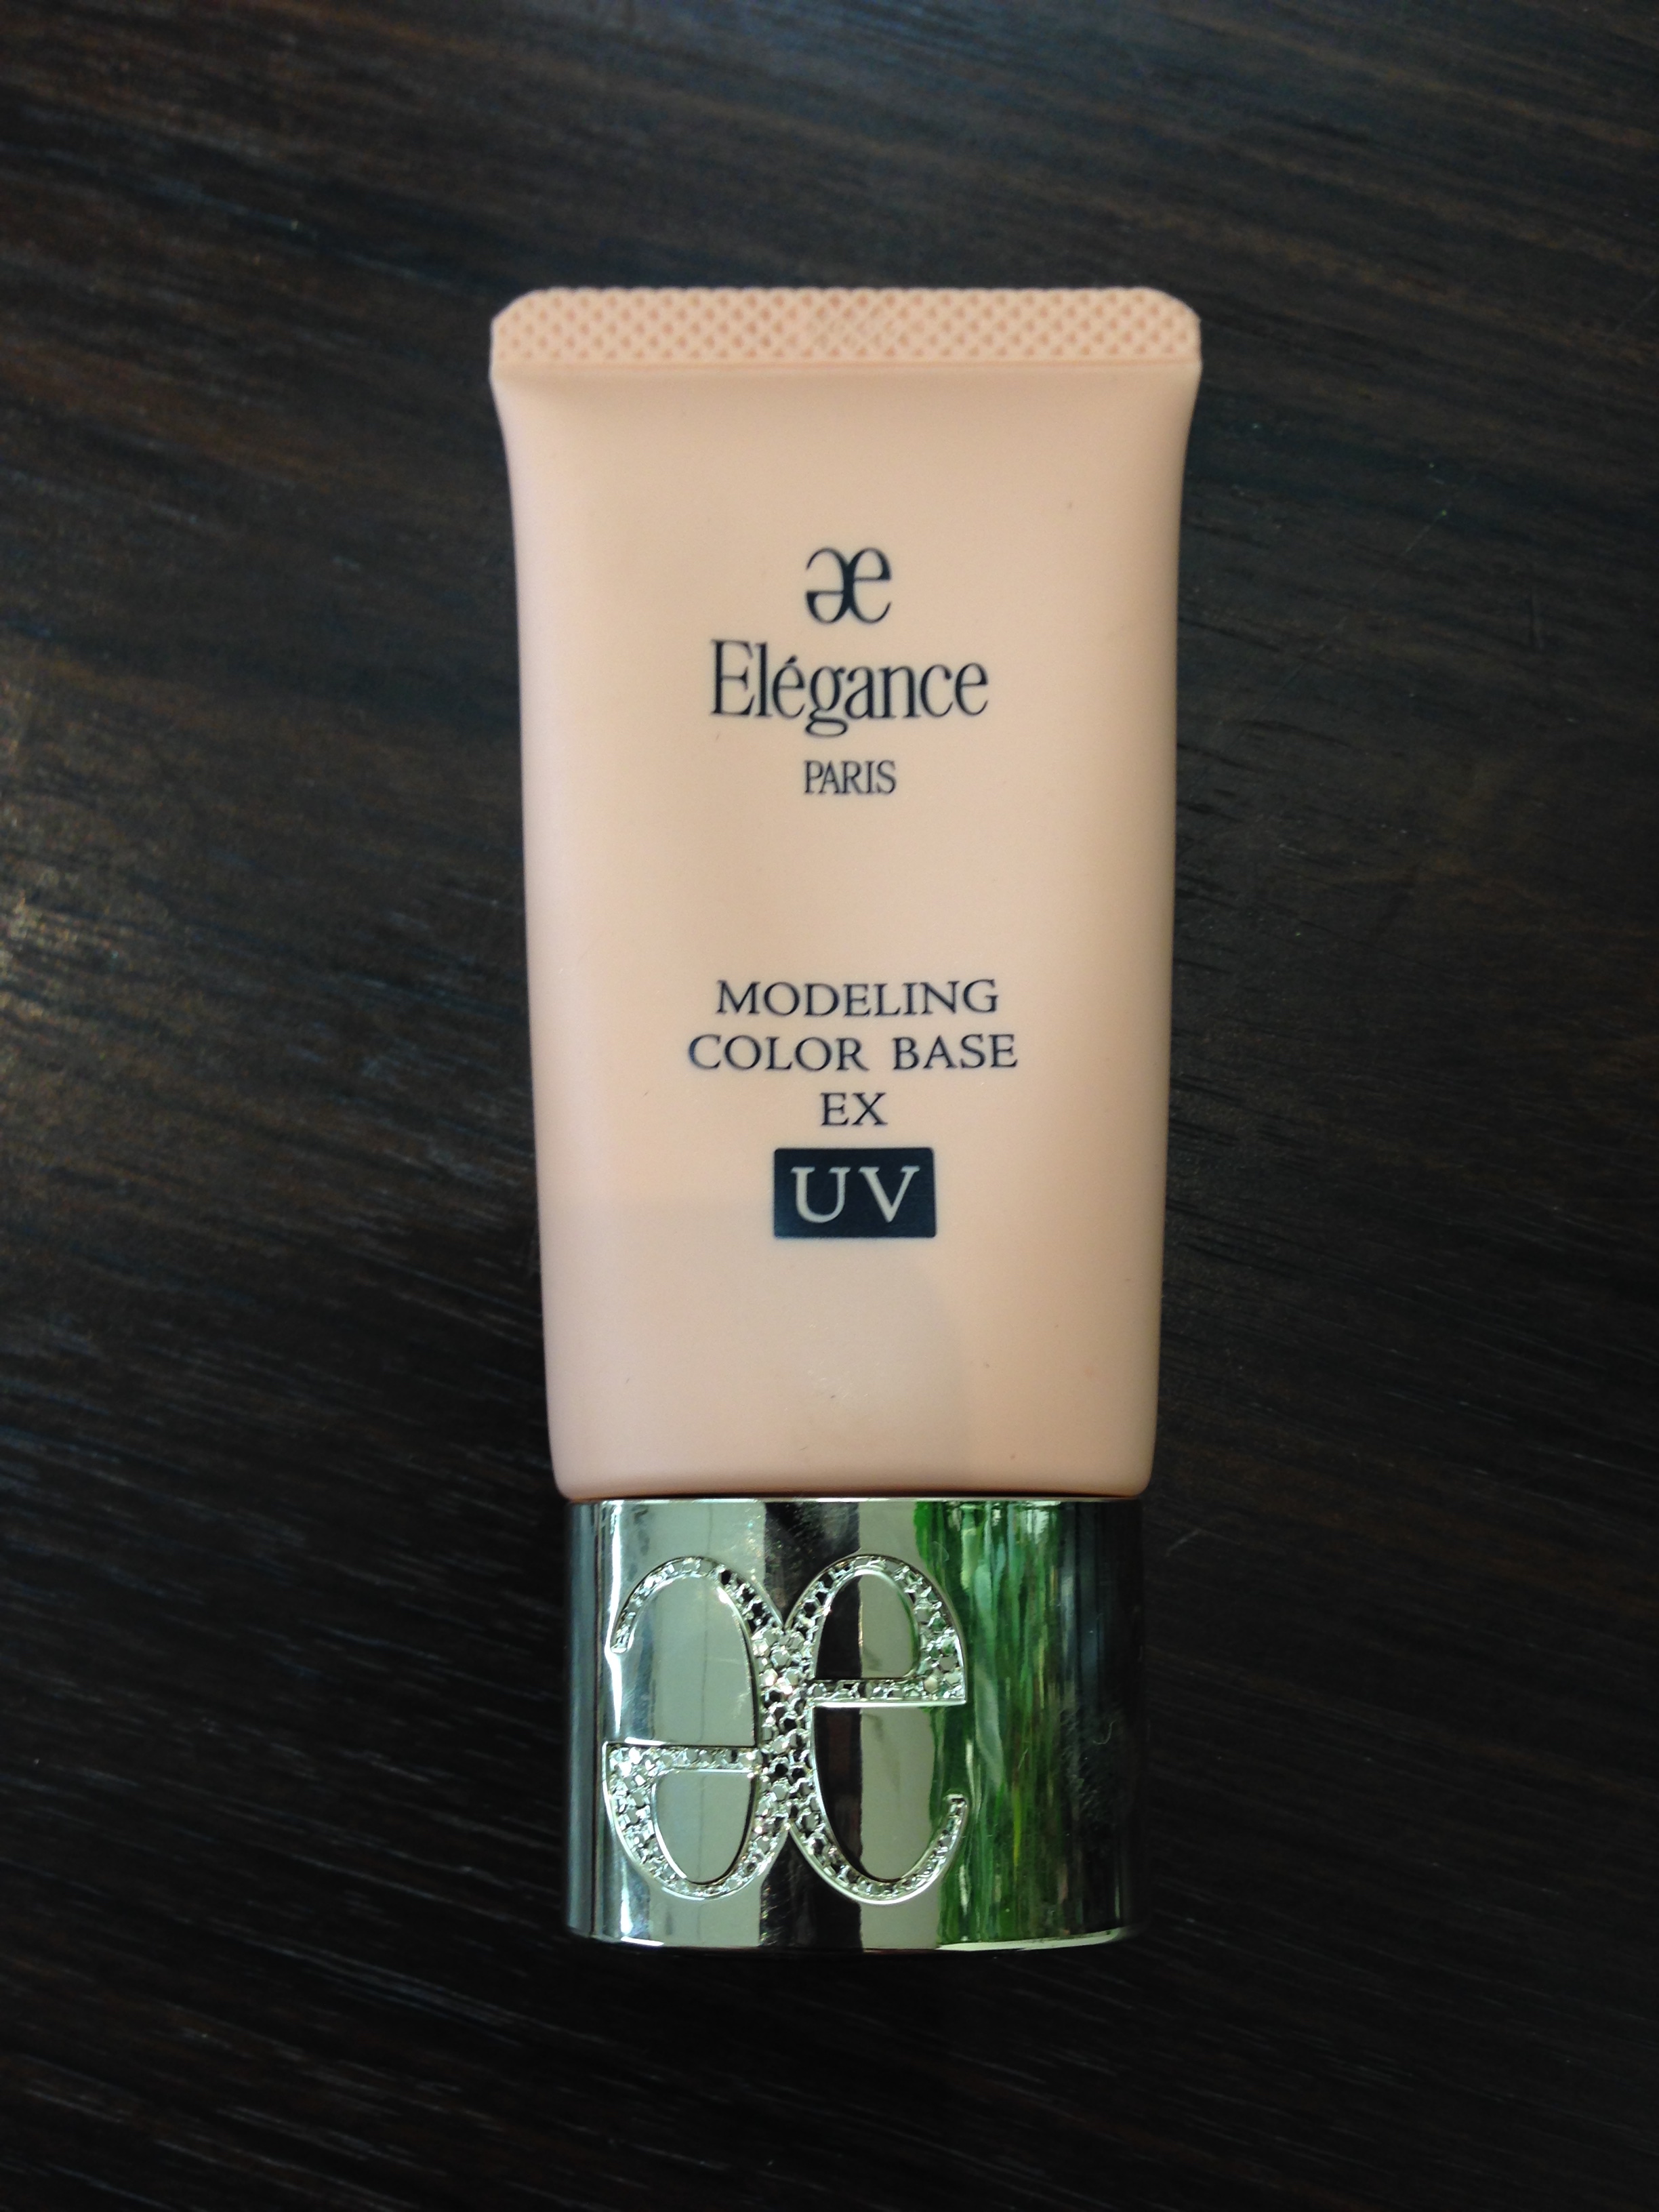 Elégance
PARIS
MODELING
COLOR BASE
EX
UV